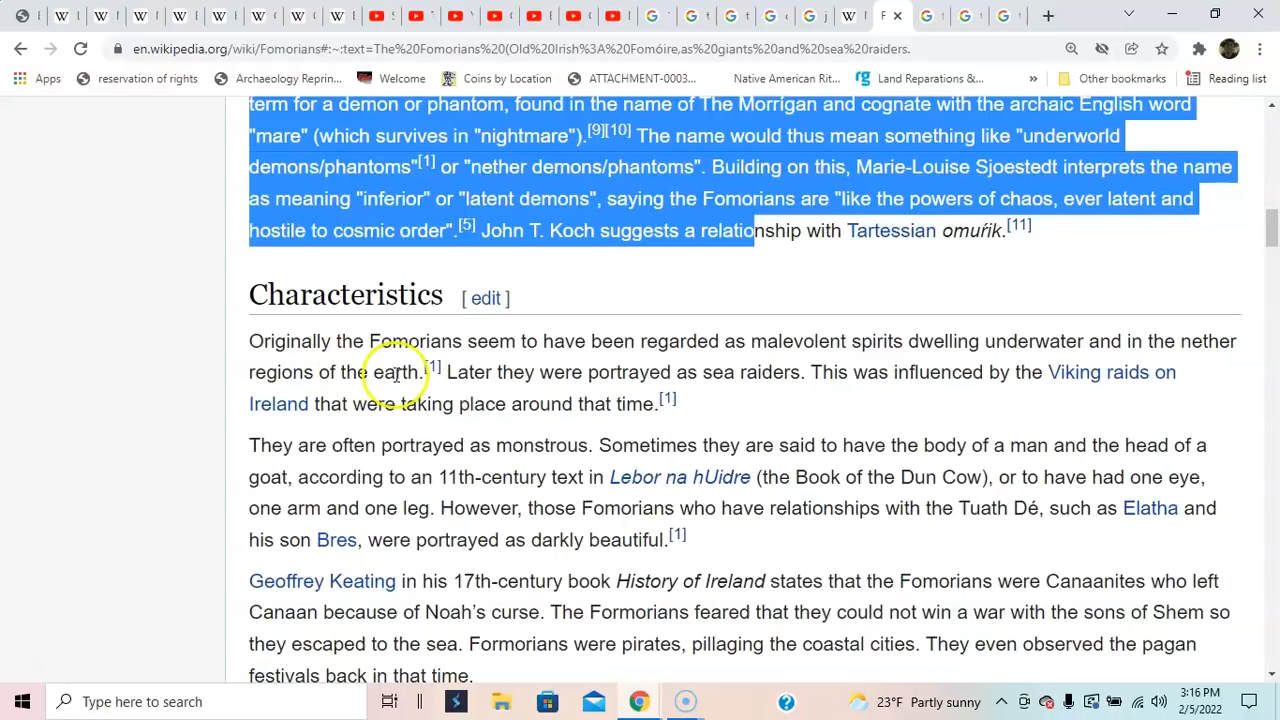 en.wikipedia.org/wiki/Fomorians#:~:text=The%20Fomorians%20(Old%20Irish%3A%20Fomóire,as%20giants%20and%20sea%20raiders.
Apps reservation of rights Archaeology Reprin... Welcome Coins by Location ATTACHMENT-0003... Native American Rit... Land Reparations &... » Other bookmarks Reading list
term for a demon or phantom, found in the name of The Morrígan and cognate with the archaic English word
"mare" (which survives in "nightmare").[9][10] The name would thus mean something like "underworld
demons/phantoms"[1] or "nether demons/phantoms". Building on this, Marie-Louise Sjoestedt interprets the name
as meaning "inferior" or "latent demons", saying the Fomorians are "like the powers of chaos, ever latent and
hostile to cosmic order".[5] John T. Koch suggests a relationship with Tartessian omuŕik.[11]
Characteristics [ edit ]
Originally the Fomorians seem to have been regarded as malevolent spirits dwelling underwater and in the nether
regions of the earth.[1] Later they were portrayed as sea raiders. This was influenced by the Viking raids on
Ireland that were taking place around that time.[1]
They are often portrayed as monstrous. Sometimes they are said to have the body of a man and the head of a
goat, according to an 11th-century text in Lebor na hUidre (the Book of the Dun Cow), or to have had one eye,
one arm and one leg. However, those Fomorians who have relationships with the Tuath Dé, such as Elatha and
his son Bres, were portrayed as darkly beautiful.[1]
Geoffrey Keating in his 17th-century book History of Ireland states that the Fomorians were Canaanites who left
Canaan because of Noah's curse. The Formorians feared that they could not win a war with the sons of Shem so
they escaped to the sea. Formorians were pirates, pillaging the coastal cities. They even observed the pagan
festivals back in that time.
Type here to search 23°F Partly sunny 3:16 PM
2/5/2022